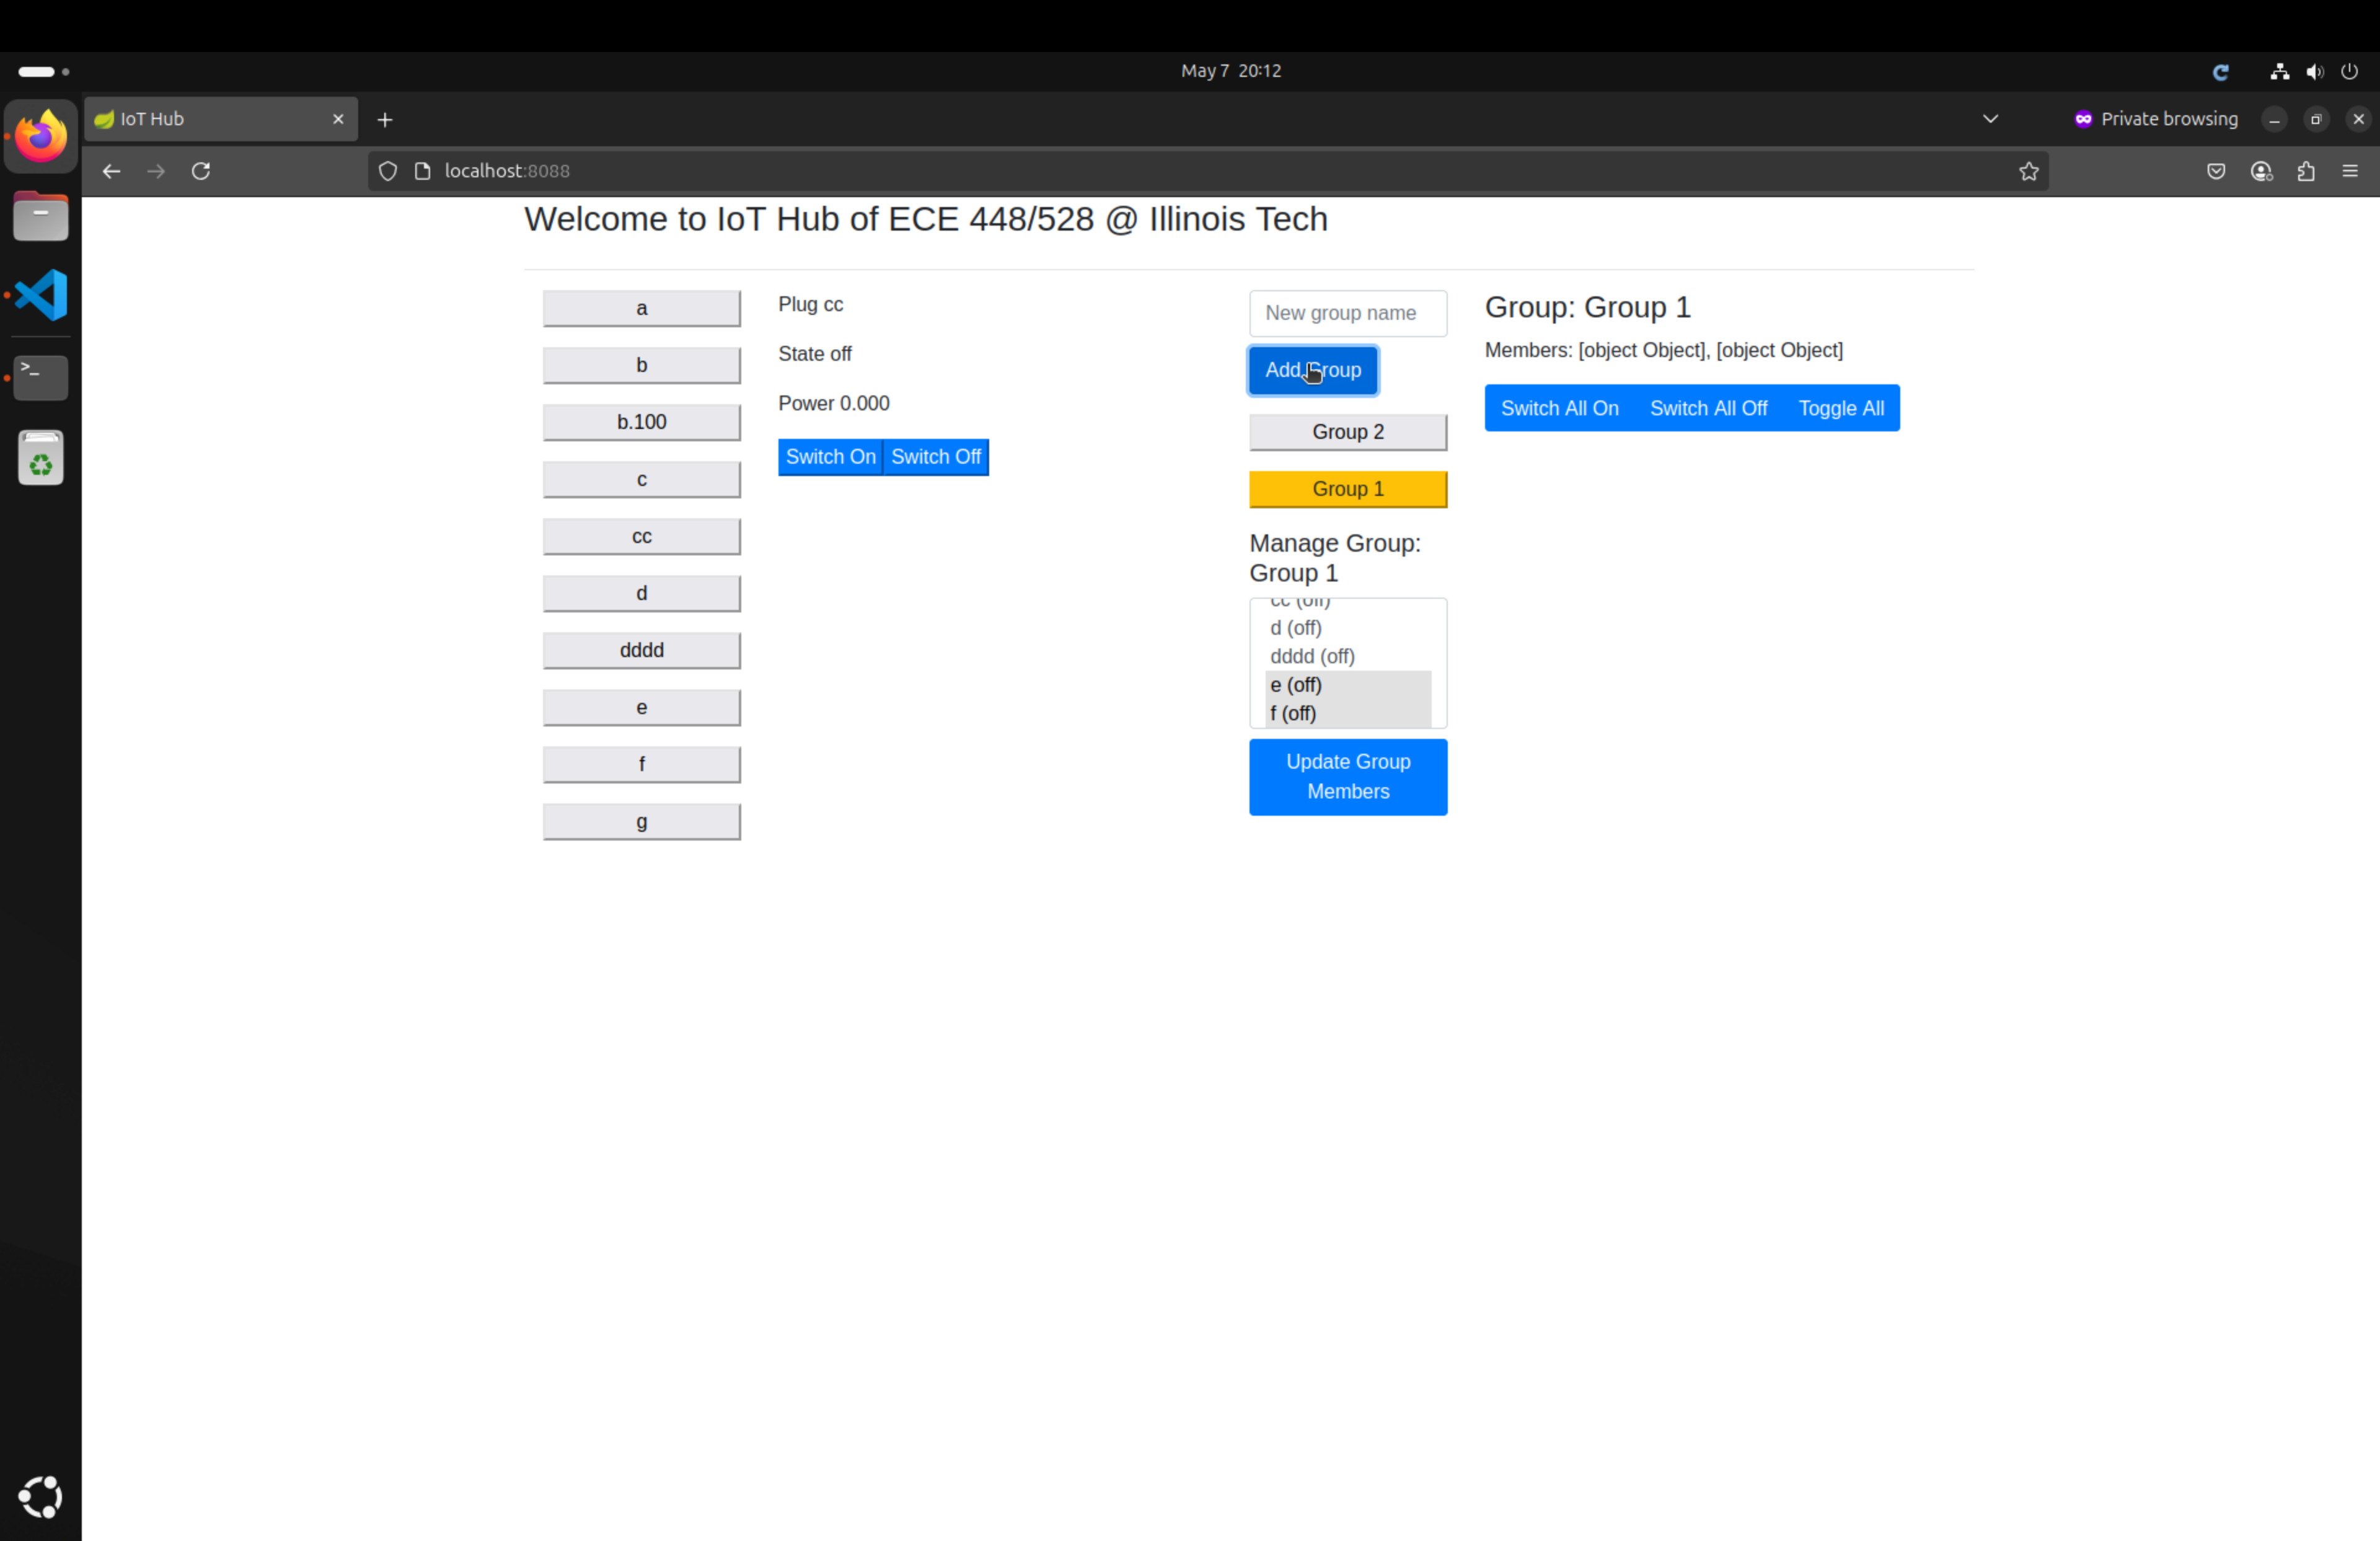 May 7 20:12
IoT Hub
Private browsing
localhost:8088
Welcome to IoT Hub of ECE 448/528 @ Illinois Tech
a
b
b.100
c
cc
d
dddd
e
f
g
Plug cc
State off
Power 0.000
Switch On Switch Off
New group name
Add Group
Group 2
Group 1
Manage Group:
Group 1
cc (off)
d (off)
dddd (off)
e (off)
f (off)
Update Group
Members
Group: Group 1
Members: [object Object], [object Object]
Switch All On Switch All Off Toggle All